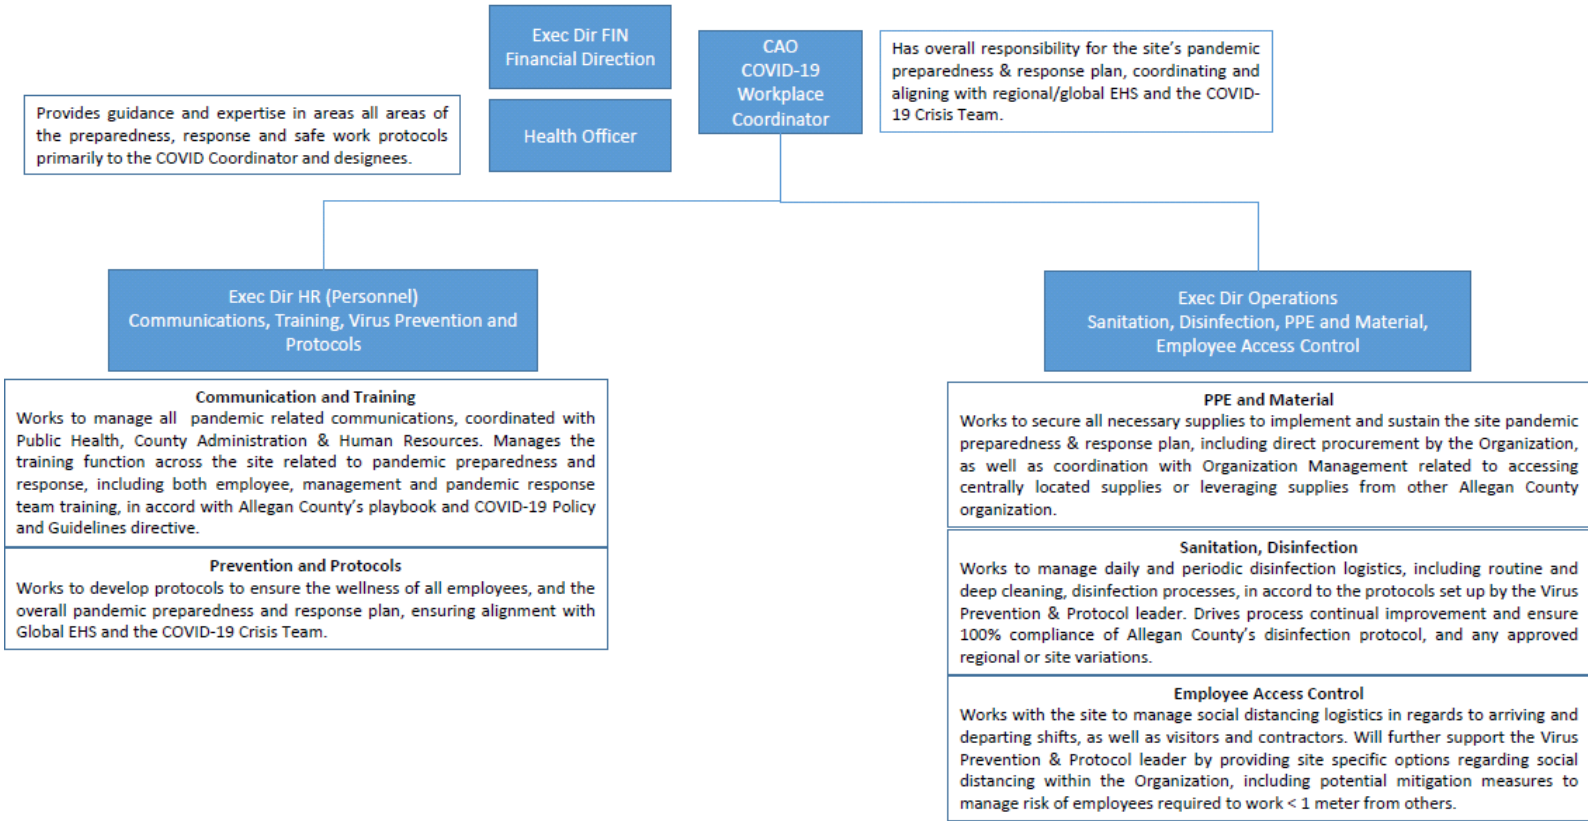 Exec Dir FIN
Financial Direction
CAO
COVID-19
Workplace
Coordinator
Has overall responsibility for the site's pandemic
preparedness & response plan, coordinating and
aligning with regional/global EHS and the COVID-
19 Crisis Team.
Provides guidance and expertise in areas all areas of
the preparedness, response and safe work protocols
primarily to the COVID Coordinator and designees.
Health Officer
Exec Dir HR (Personnel)
Communications, Training, Virus Prevention and
Protocols
Exec Dir Operations
Sanitation, Disinfection, PPE and Material,
Employee Access Control
Communication and Training
Works to manage all pandemic related communications, coordinated with
Public Health, County Administration & Human Resources. Manages the
training function across the site related to pandemic preparedness and
response, including both employee, management and pandemic response
team training, in accord with Allegan County's playbook and COVID-19 Policy
and Guidelines directive.
Prevention and Protocols
Works to develop protocols to ensure the wellness of all employees, and the
overall pandemic preparedness and response plan, ensuring alignment with
Global EHS and the COVID-19 Crisis Team.
PPE and Material
Works to secure all necessary supplies to implement and sustain the site pandemic
preparedness & response plan, including direct procurement by the Organization,
as well as coordination with Organization Management related to accessing
centrally located supplies or leveraging supplies from other Allegan County
organization.
Sanitation, Disinfection
Works to manage daily and periodic disinfection logistics, including routine and
deep cleaning, disinfection processes, in accord to the protocols set up by the Virus
Prevention & Protocol leader. Drives process continual improvement and ensure
100% compliance of Allegan County's disinfection protocol, and any approved
regional or site variations.
Employee Access Control
Works with the site to manage social distancing logistics in regards to arriving and
departing shifts, as well as visitors and contractors. Will further support the Virus
Prevention & Protocol leader by providing site specific options regarding social
distancing within the Organization, including potential mitigation measures to
manage risk of employees required to work < 1 meter from others.